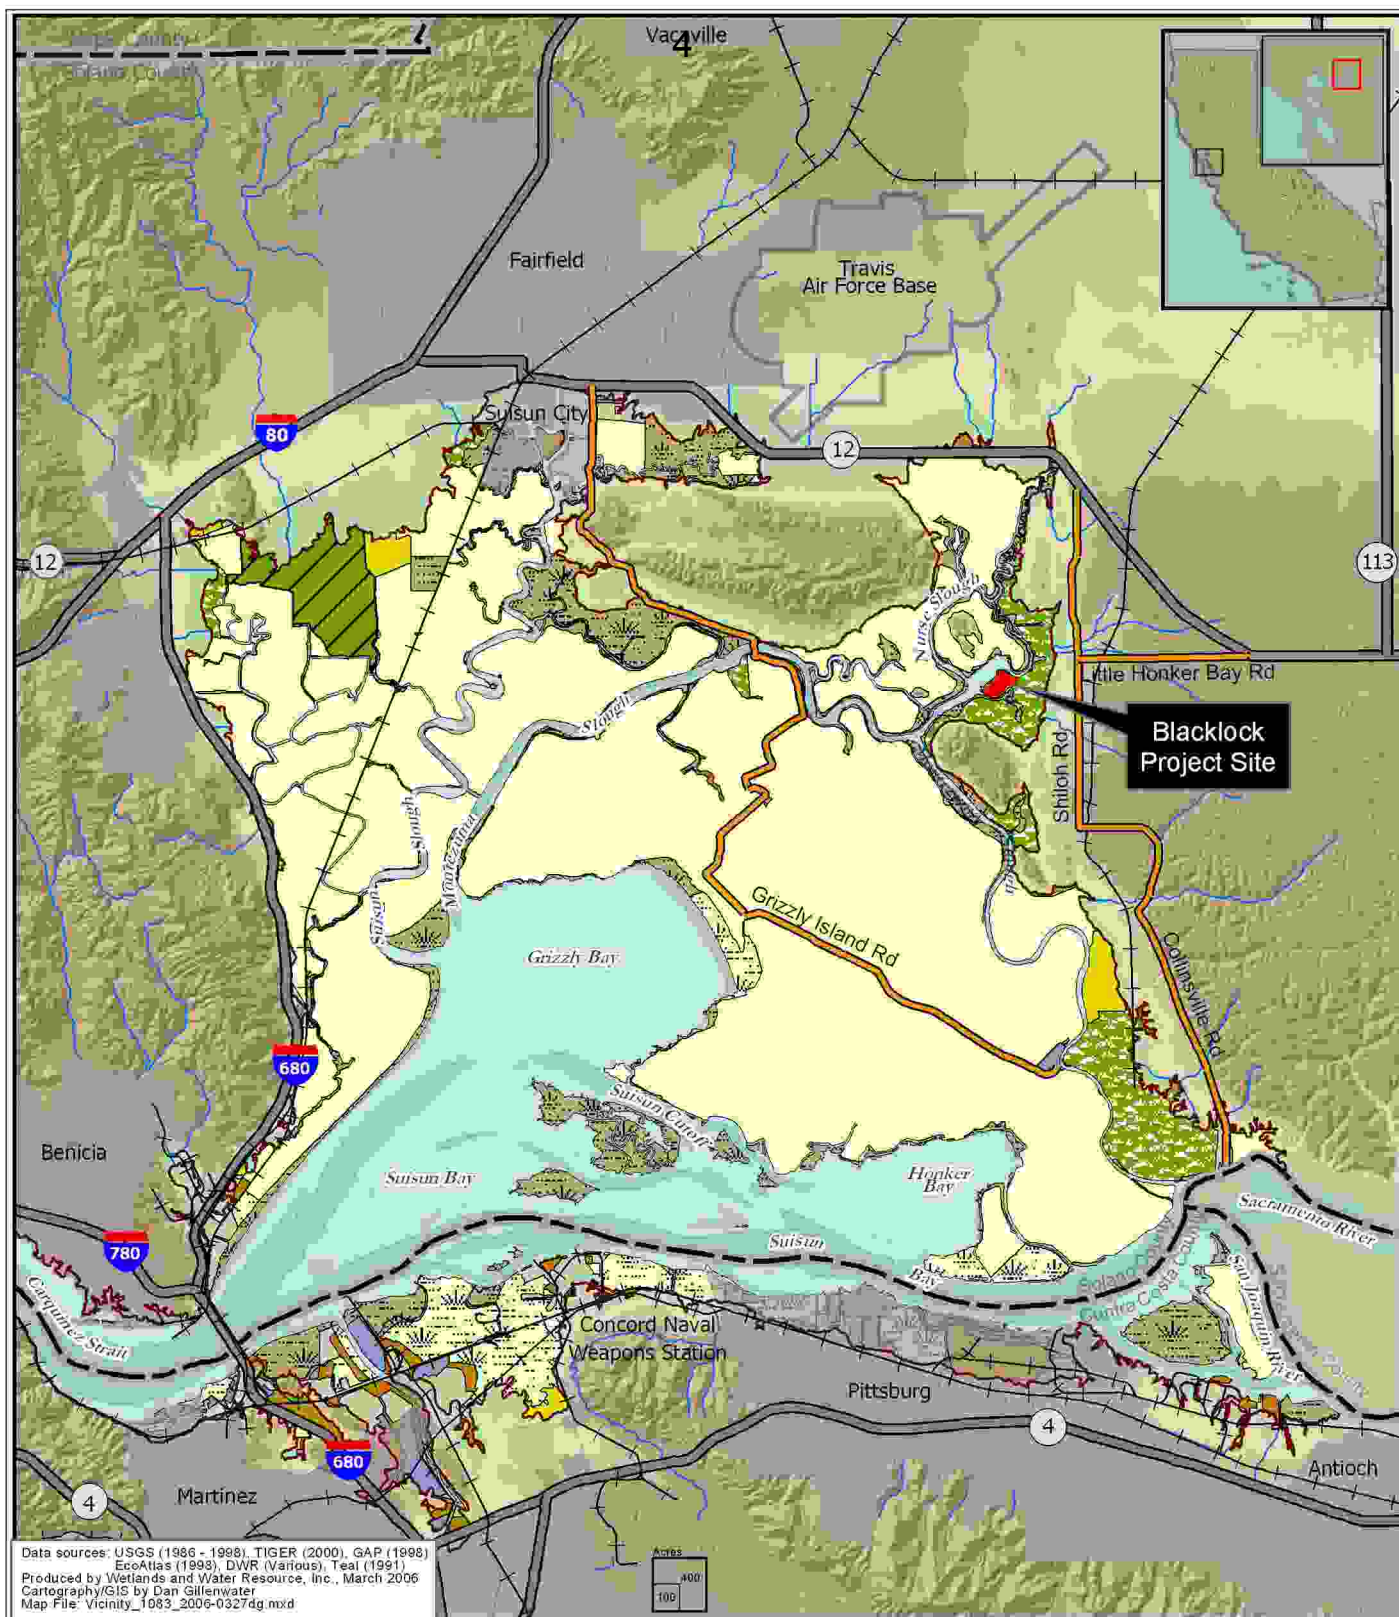 Napa County
Solano County
Vacaville
4
Fairfield
Travis
Air Force Base
Suisun City
80
12
12
113
Nurse Slough
Little Honker Bay Rd
Blacklock
Project Site
Shiloh Rd
Slough
Montezuma
Slough
Suisun
Grizzly Island Rd
Grizzly Bay
Collinsville Rd
680
Suisun Cutoff
Benicia
Suisun Bay
Honker
Bay
780
Suisun
Bay
Sacramento River
Solano County
Contra Costa County
San Joaquin River
Carquinez Strait
Concord Naval
Weapons Station
Pittsburg
4
680
Antioch
Martinez
4
Data sources: USGS (1986 - 1998), TIGER (2000), GAP (1998)
EcoAtlas (1998), DWR (Various), Teal (1991)
Produced by Wetlands and Water Resource, Inc., March 2006
Cartography/GIS by Dan Gillenwater
Map File: Vicinity_1083_2006-0327dg.mxd
Acres
400
100